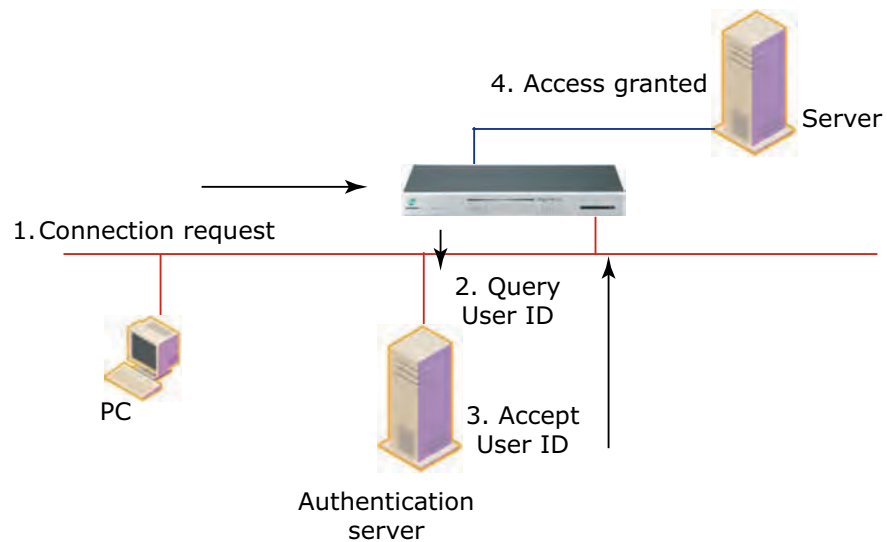 4. Access granted
Server
1. Connection request
2. Query
User ID
PC
3. Accept
User ID
Authentication
server